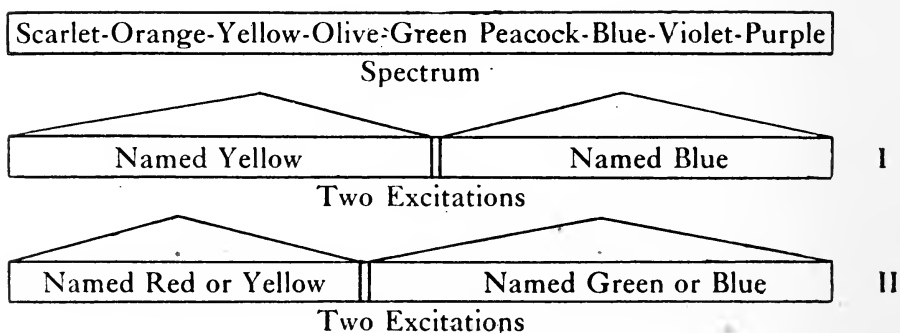 Scarlet-Orange-Yellow-Olive-Green Peacock-Blue-Violet-Purple
Spectrum
Named Yellow Named Blue I
Two Excitations
Named Red or Yellow Named Green or Blue II
Two Excitations